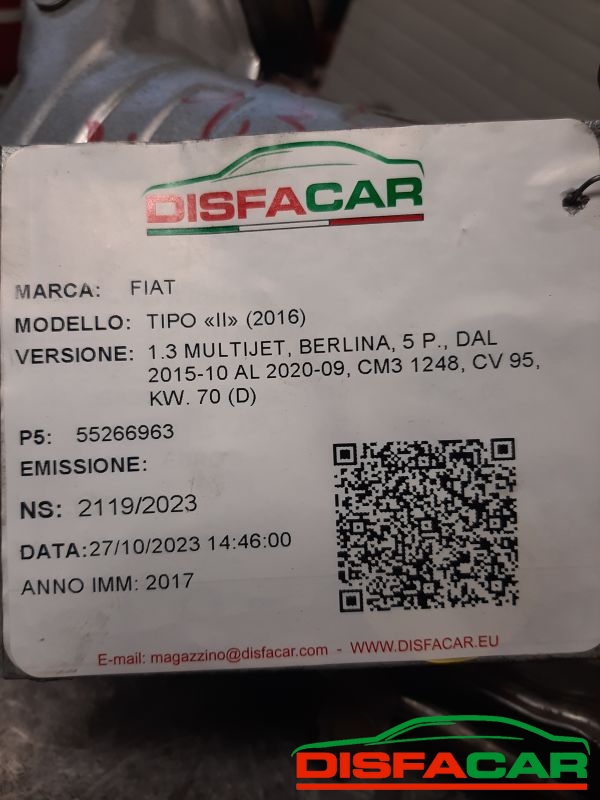 DISFACAR
MARCA: FIAT
MODELLO: TIPO «II» (2016)
VERSIONE: 1.3 MULTIJET, BERLINA, 5 P., DAL
2015-10 AL 2020-09, CM3 1248, CV 95,
KW. 70 (D)
P5: 55266963
EMISSIONE:
NS: 2119/2023
DATA:27/10/2023 14:46:00
ANNO IMM: 2017
E-mail: magazzino@disfacar.com - WWW.DISFACAR.EU
DISFACAR